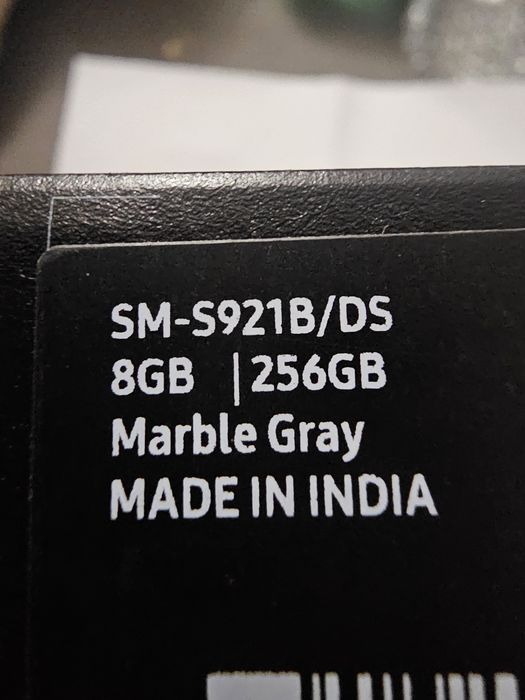 SM-S921B/DS
8GB |256GB
Marble Gray
MADE IN INDIA